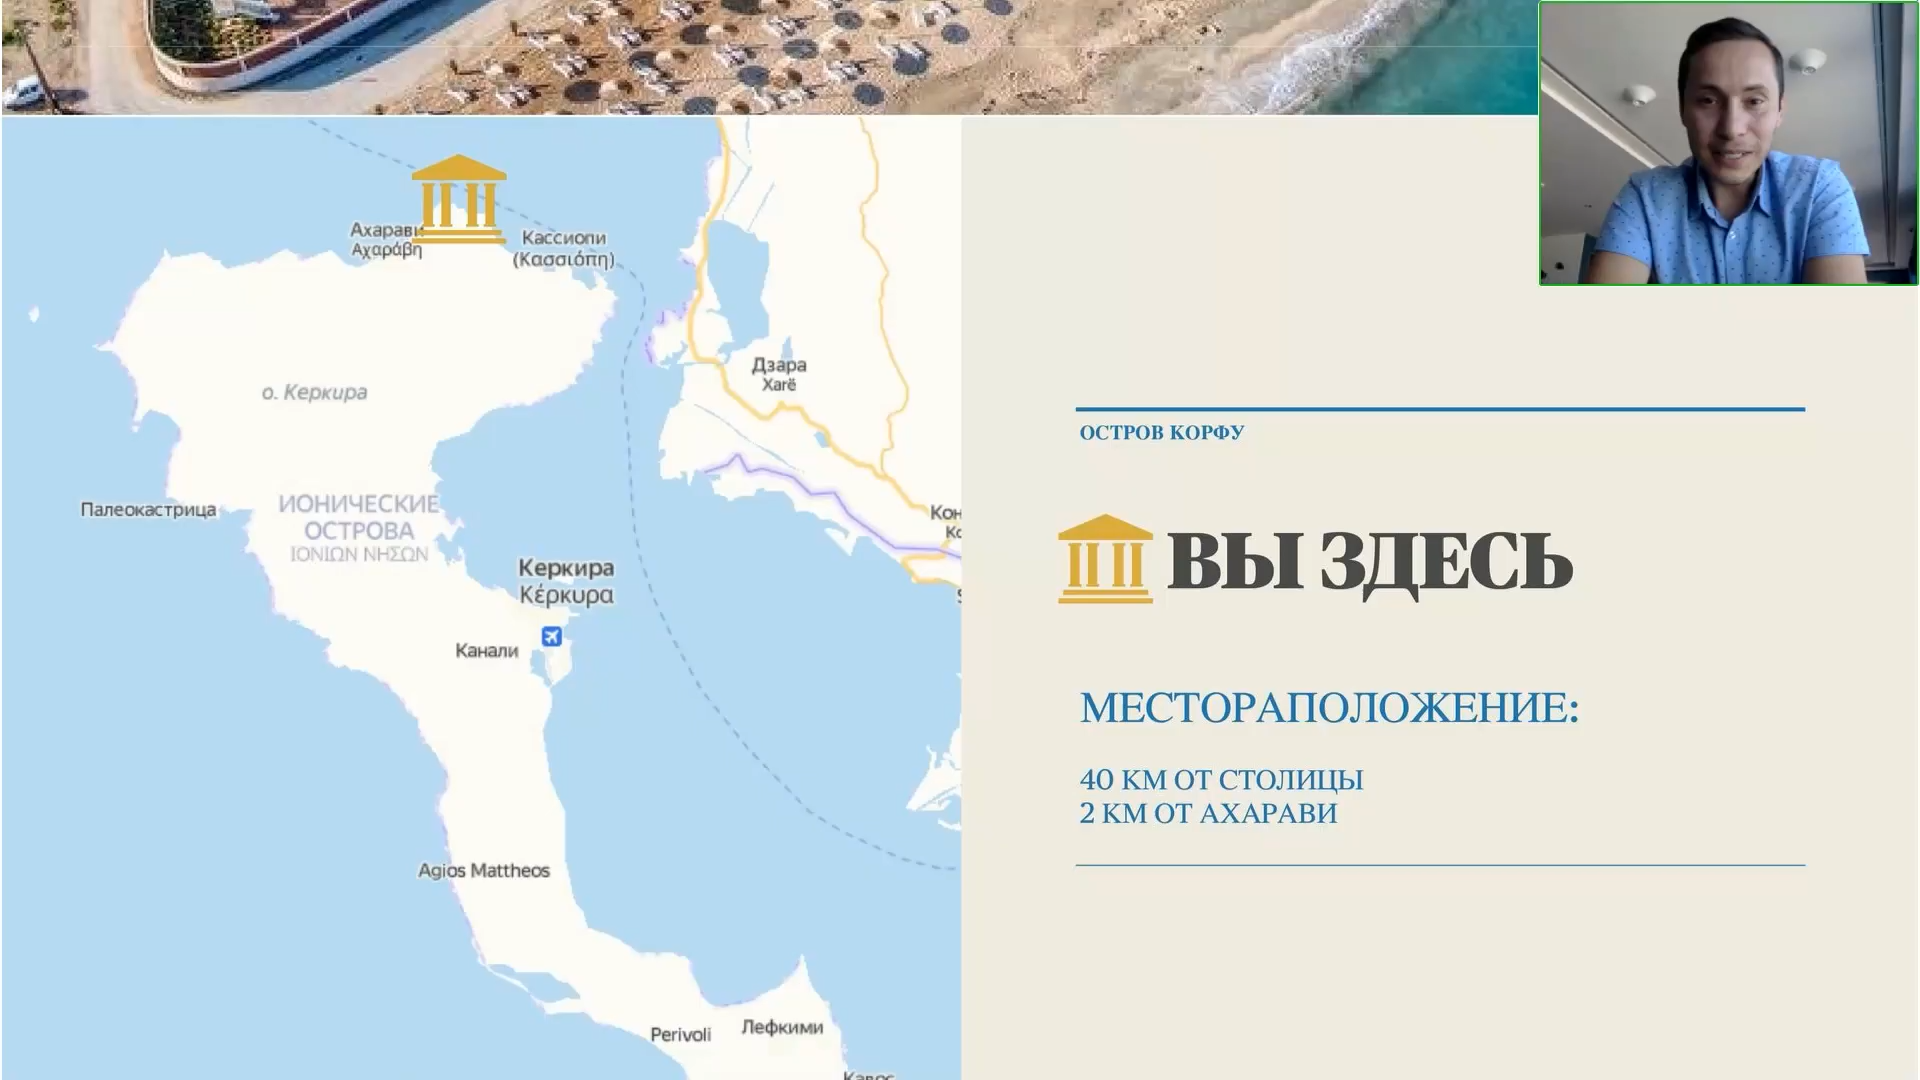 Ахарави
Αχαράβη
Кассиопи
(Κασσιόπη)
Дзара
Xarë
о. Керкира
Палеокастрица
ИОНИЧЕСКИЕ
ОСТРОВА
ΙΟΝΙΩΝ ΝΗΣΩΝ
Керкира
Κέρκυρα
Канали
Agios Mattheos
Perivoli
Лефкими
ОСТРОВ КОРФУ
ВЫ ЗДЕСЬ
МЕСТОРАПОЛОЖЕНИЕ:
40 КМ ОТ СТОЛИЦЫ
2 КМ ОТ АХАРАВИ